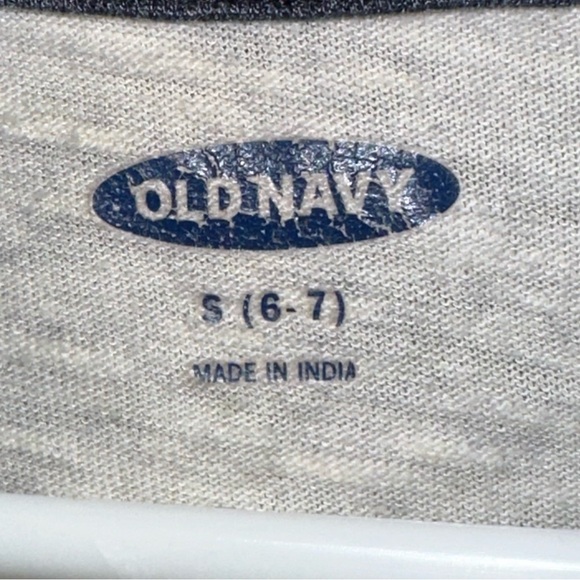 OLD NAVY
S (6-7)
MADE IN INDIA